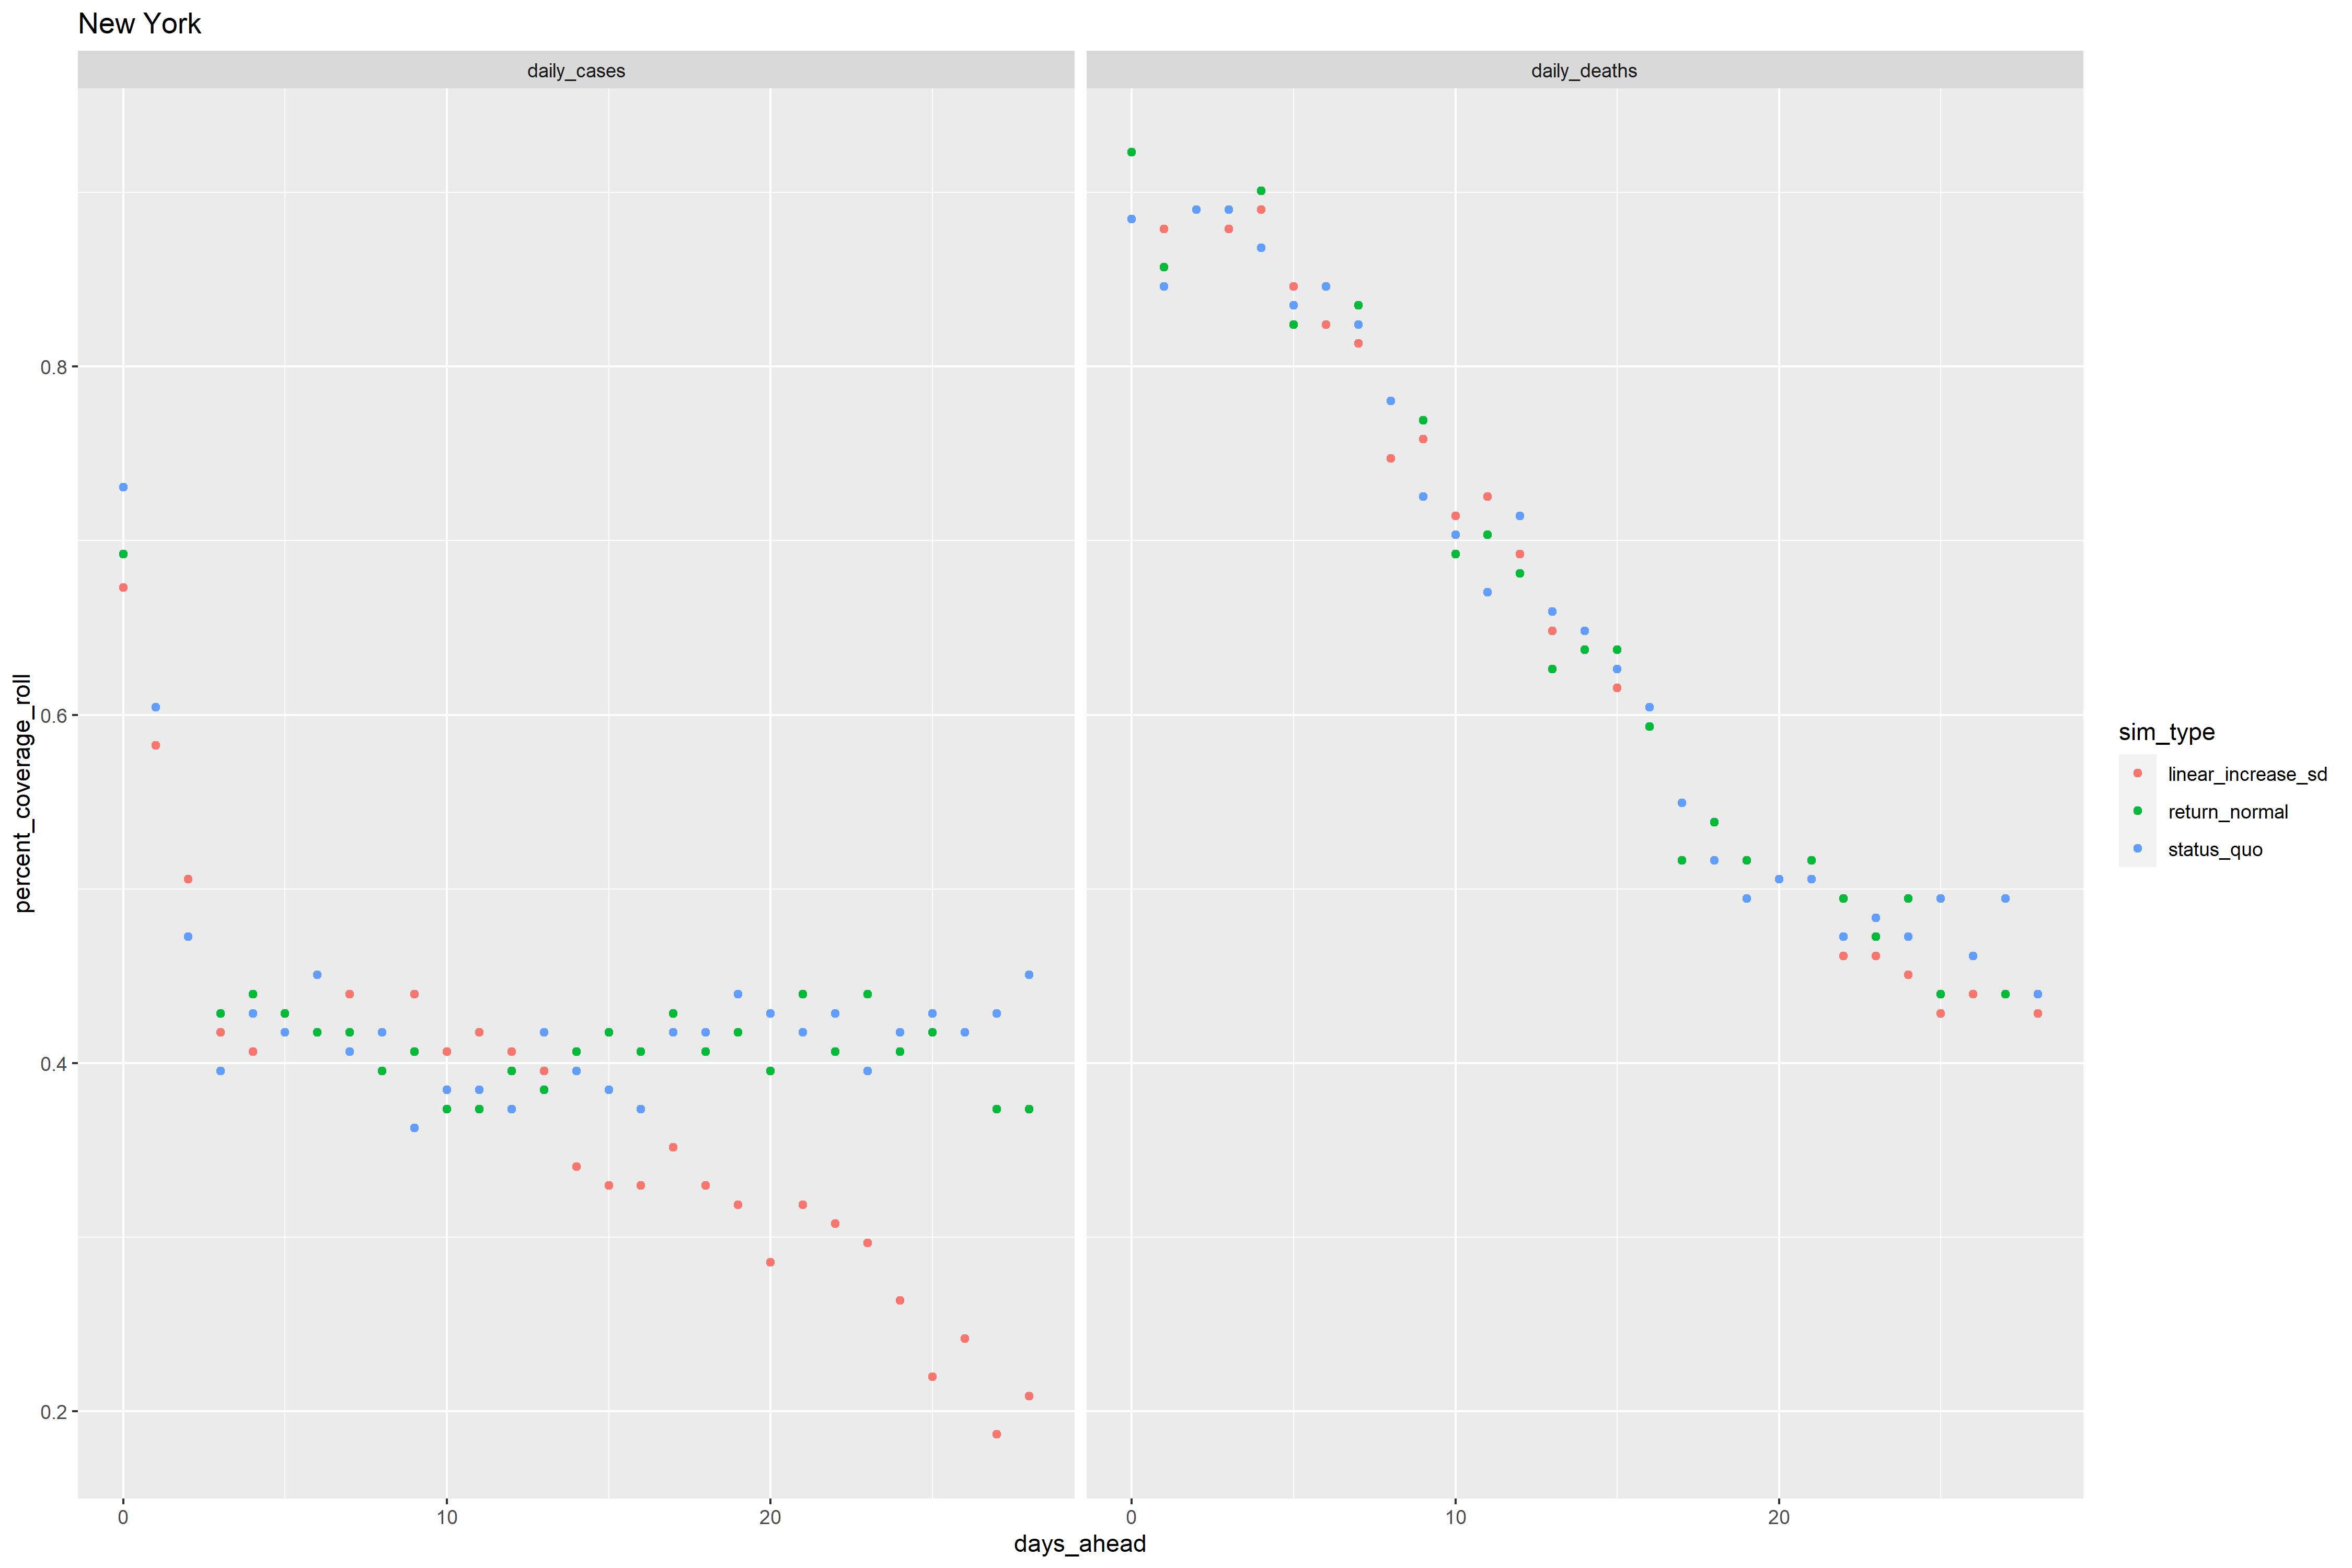 New York
daily_cases
daily_deaths
percent_coverage_roll
0.8
0.6
0.4
0.2
0
10
20
0
10
20
days_ahead
sim_type
linear_increase_sd
return_normal
status_quo